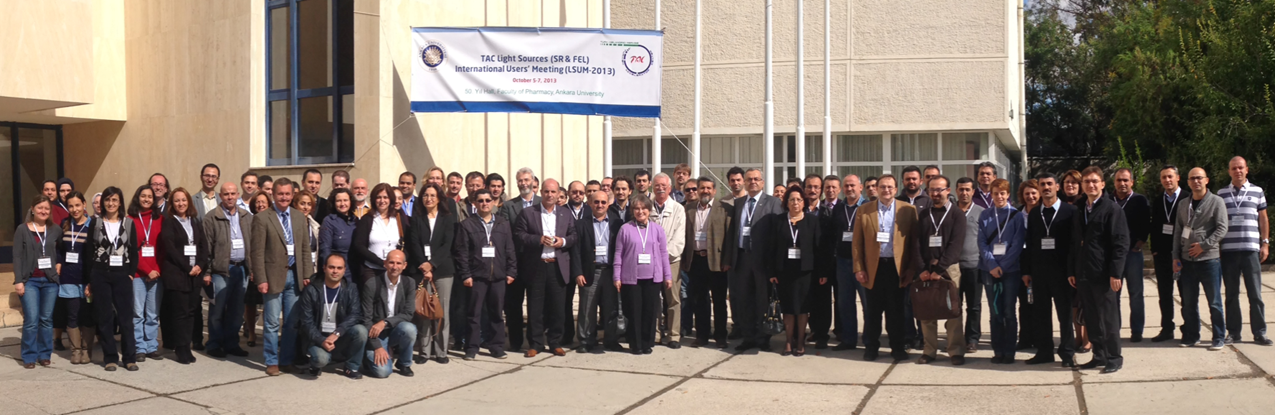 TAC Light Sources (SR & FEL)
International Users' Meeting (LSUM-2013)
October 5-7, 2013
50. Yıl Hall, Faculty of Pharmacy, Ankara University